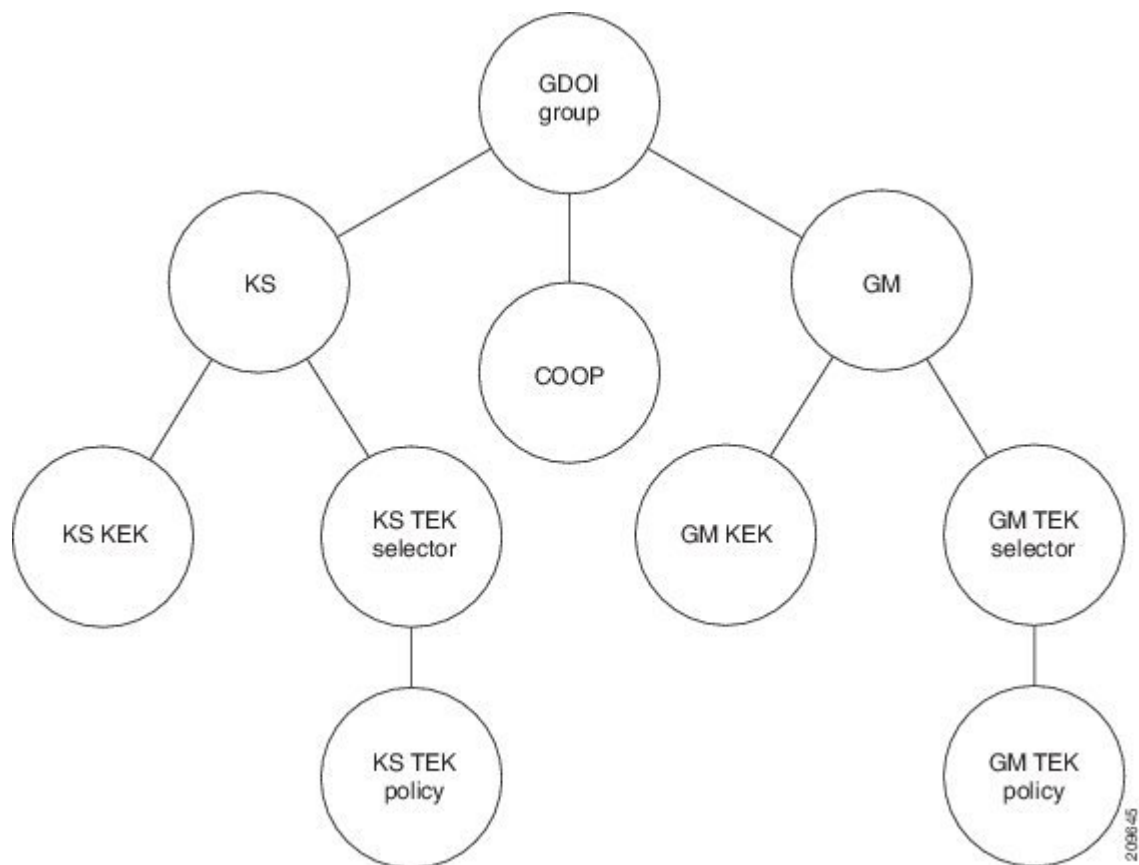 GDOI
group
KS
GM
COOP
KS KEK
KS TEK
selector
GM KEK
GM TEK
selector
KS TEK
policy
GM TEK
policy
209645